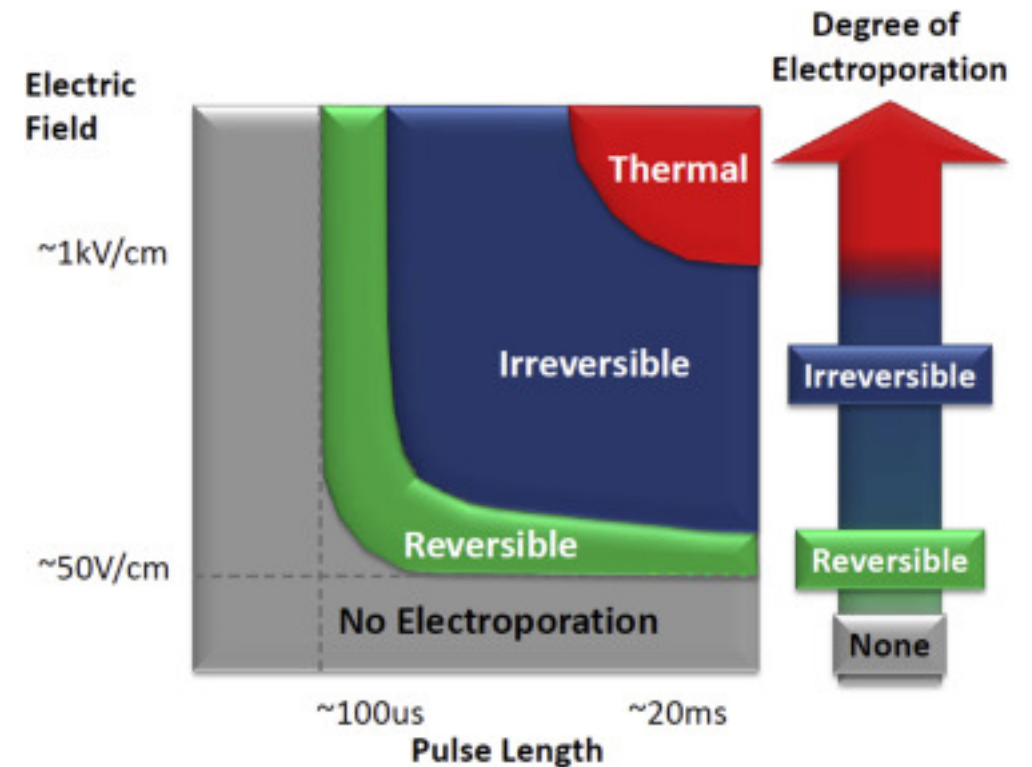 Degree of
Electroporation
Electric
Field
Thermal
~1kV/cm
Irreversible
Irreversible
Reversible
~50V/cm
Reversible
No Electroporation
None
~100us
~20ms
Pulse Length